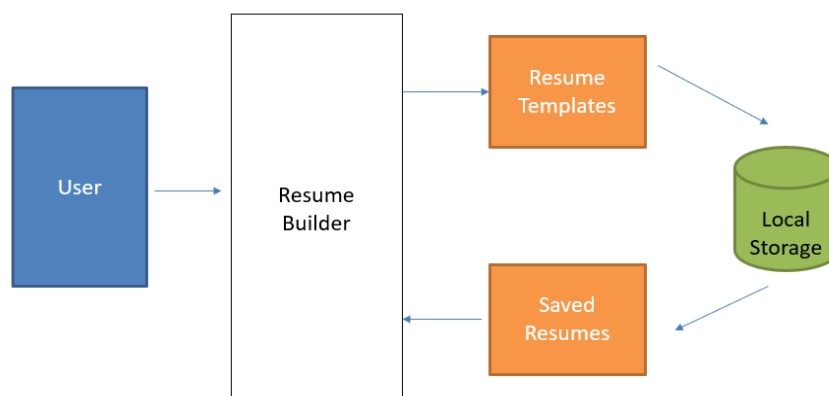 User
Resume
Builder
Resume
Templates
Local
Storage
Saved
Resumes